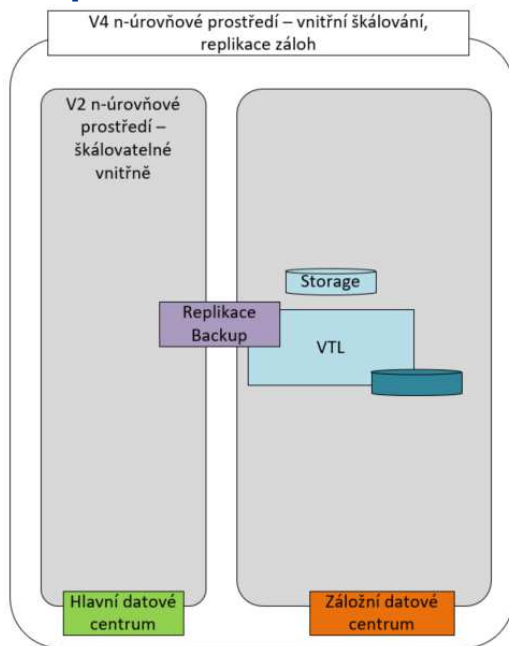 V4 n-úrovňové prostředí – vnitřní škálování,
replikace záloh
V2 n-úrovňové
prostředí –
škálovatelné
vnitřně
Storage
Replikace
Backup
VTL
Hlavní datové
centrum
Záložní datové
centrum